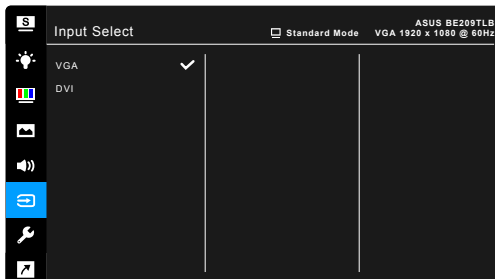 S
Input Select
Standard Mode
ASUS BE209TLB
VGA 1920 x 1080 @ 60Hz
VGA
DVI